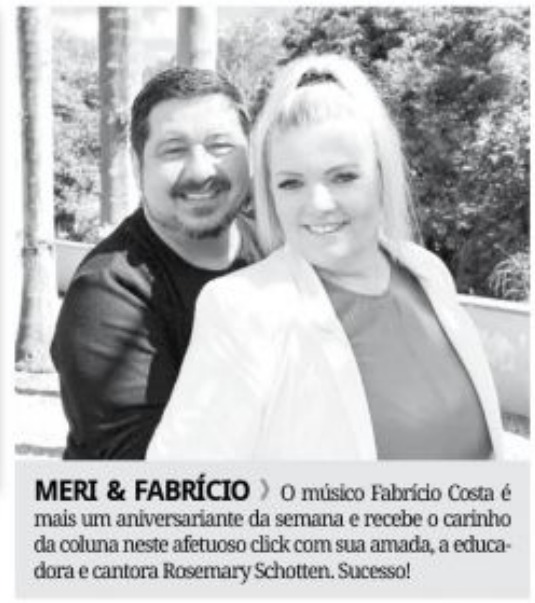 MERI & FABRÍCIO 〉 O músico Fabrício Costa é
mais um aniversariante da semana e recebe o carinho
da coluna neste afetuoso click com sua amada, a educa-
dora e cantora Rosemary Schotten. Sucesso!